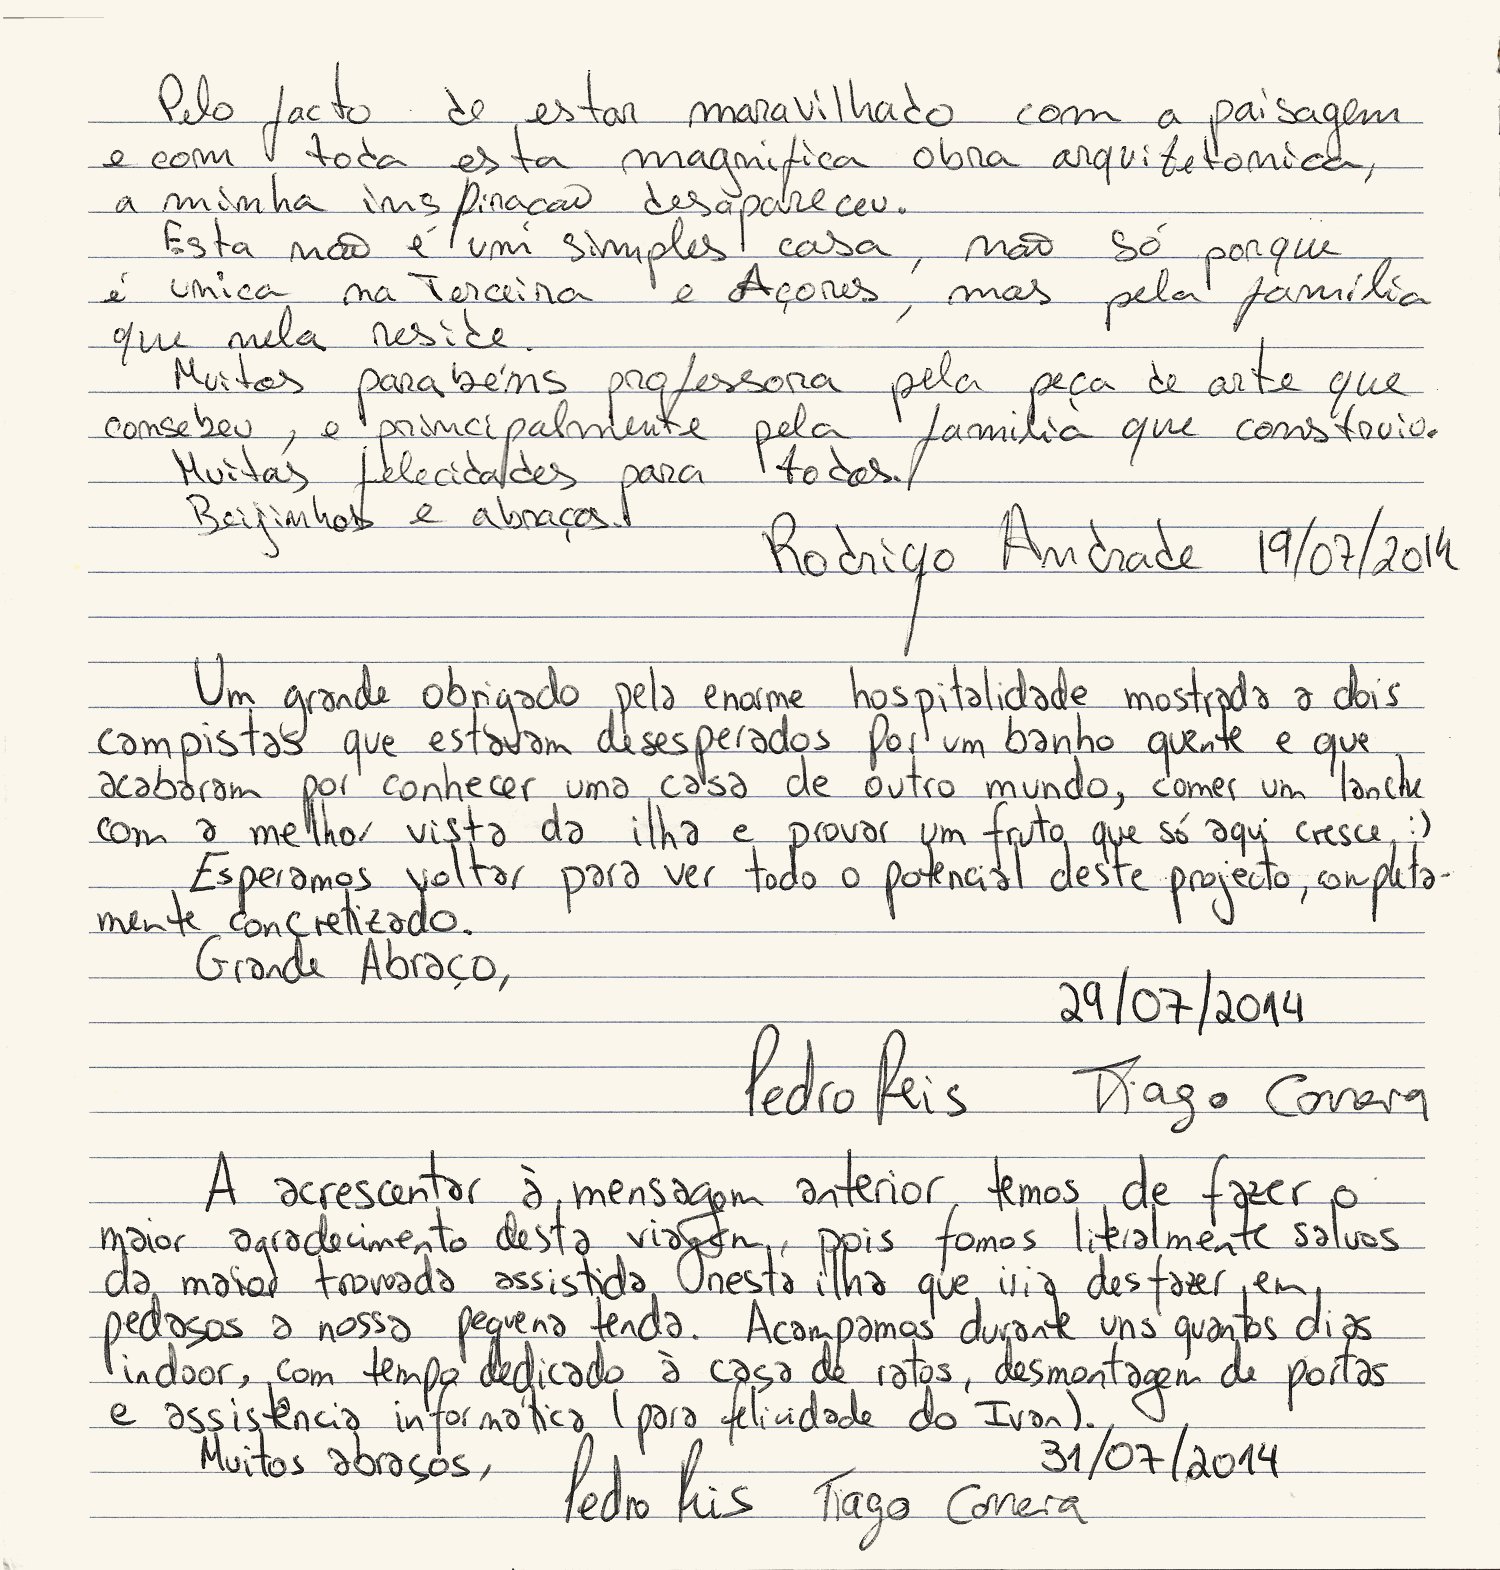 Pelo facto de estar maravilhado com a paisagem
e com toda esta magnifica obra arquitetonica,
a minha inspiração desapareceu.
Esta não é um simples casa, não só porque
é unica na Terceira e Açores, mas pela família
que nela reside.
Muitos parabéns professora pela peça de arte que
consebeu, e principalmente pela familia que construio.
Muitas felecidades para todos.
Beijinhos e abraços.
Rodrigo Andrade 19/07/2014
Um grande obrigado pela enorme hospitalidade mostrada a dois
campistas que estavam desesperados por um banho quente e que
acabaram por conhecer uma casa de outro mundo, comer um lanche
com a melhor vista da ilha e provar um fruto que só aqui cresce :)
Esperamos voltar para ver todo o potencial deste projecto, completa-
mente concretizado.
Grande Abraço,
29/07/2014
Pedro Reis Tiago Correia
A acrescentar à mensagem anterior temos de fazer o
maior agradecimento desta viagem, pois fomos literalmente salvos
da maior trovoada assistida nesta ilha que iria desfazer em
pedaços a nossa pequena tenda. Acampamos durante uns quantos dias
indoor, com tempo dedicado à casa de ratos, desmontagem de portas
e assistência informática (para felicidade do Ivan).
Muitos abraços, 31/07/2014
Pedro Reis Tiago Correia